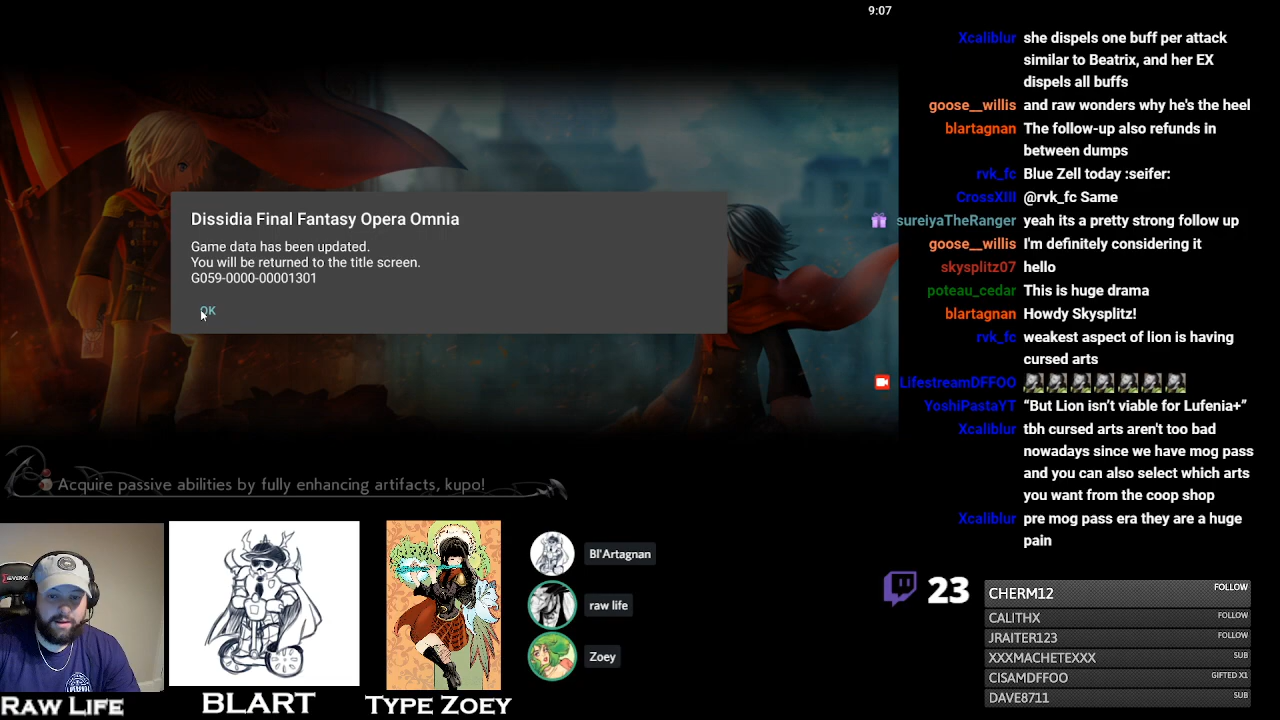 9:07
Xcaliblur she dispels one buff per attack
similar to Beatrix, and her EX
dispels all buffs
goose__willis and raw wonders why he's the heel
blartagnan The follow-up also refunds in
between dumps
rvk_fc Blue Zell today :seifer:
CrossXIII @rvk_fc Same
sureiyaTheRanger yeah its a pretty strong follow up
goose__willis I'm definitely considering it
skysplitz07 hello
poteau_cedar This is huge drama
blartagnan Howdy Skysplitz!
rvk_fc weakest aspect of lion is having
cursed arts
LifestreamDFFOO
YoshiPastaYT “But Lion isn’t viable for Lufenia+”
Xcaliblur tbh cursed arts aren't too bad
nowadays since we have mog pass
and you can also select which arts
you want from the coop shop
Xcaliblur pre mog pass era they are a huge
pain
Dissidia Final Fantasy Opera Omnia
Game data has been updated.
You will be returned to the title screen.
G059-0000-00001301
OK
Acquire passive abilities by fully enhancing artifacts, kupo!
Bl'Artagnan
raw life
Zoey
Raw Life
BLART
Type Zoey
23
CHERM12 FOLLOW
CALITHX FOLLOW
JRAITER123 FOLLOW
XXXMACHETEXXX SUB
CISAMDFFOO GIFTED X1
DAVE8711 SUB